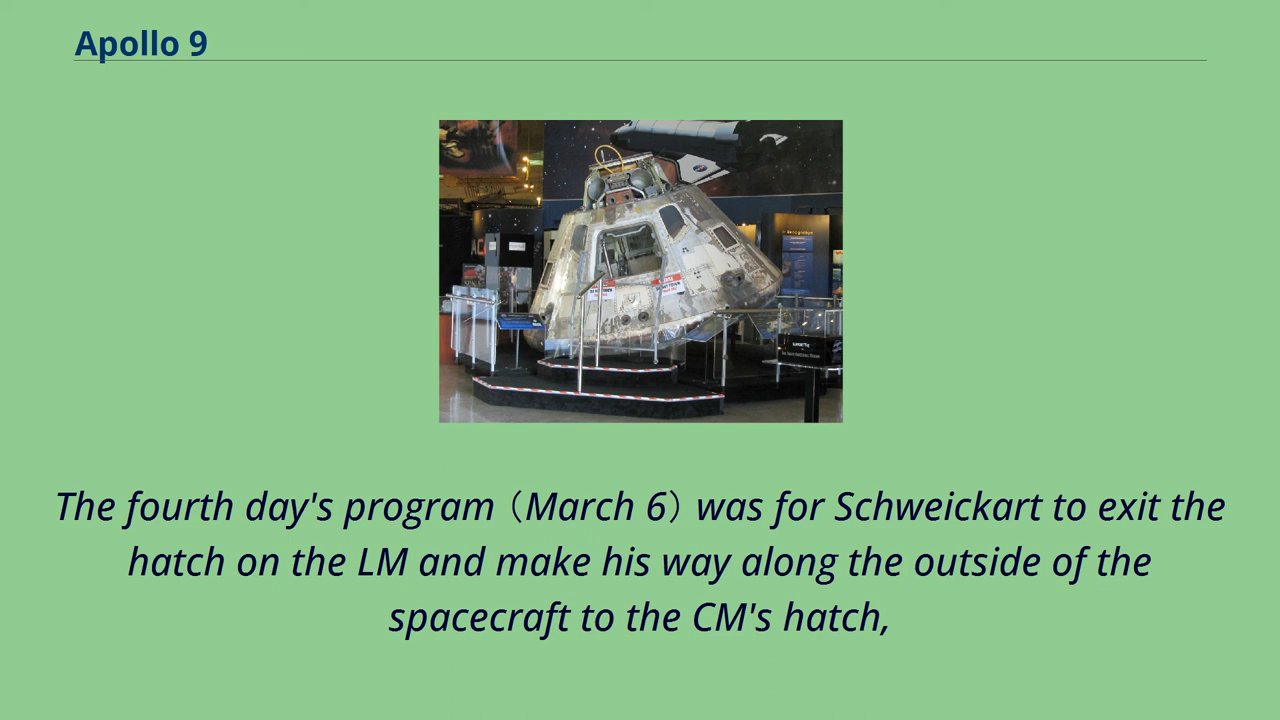 Apollo 9
The fourth day's program（March 6）was for Schweickart to exit the
hatch on the LM and make his way along the outside of the
spacecraft to the CM's hatch,